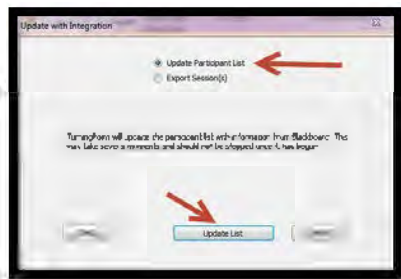 Update with Integration
Update Participant List
Export Session(s)
will update the participant list with information from Blackboard. This
may take several moments and should not be stopped once it has begun.
Update List